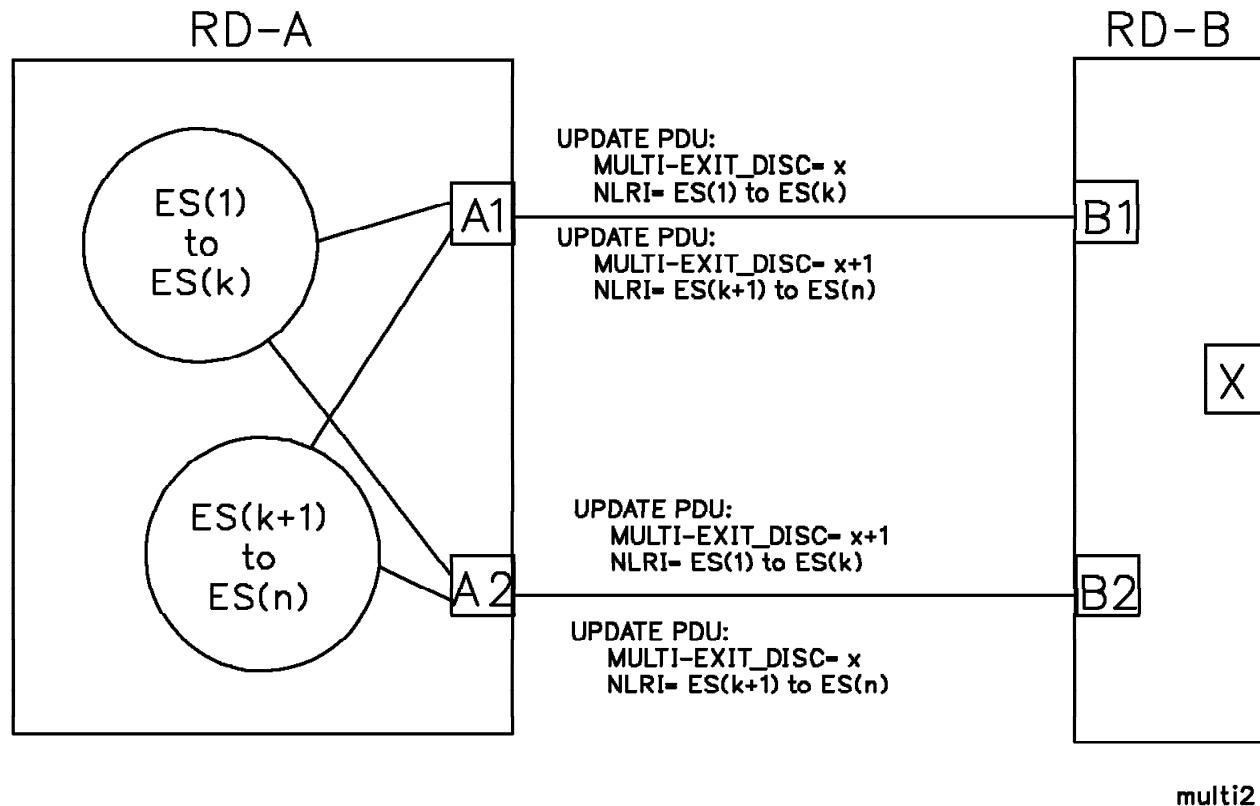 RD-A
RD-B
UPDATE PDU:
MULTI-EXIT_DISC= x
NLRI= ES(1) to ES(k)
ES(1)
to
ES(k)
A1
B1
UPDATE PDU:
MULTI-EXIT_DISC= x+1
NLRI= ES(k+1) to ES(n)
X
ES(k+1)
to
ES(n)
UPDATE PDU:
MULTI-EXIT_DISC= x+1
NLRI= ES(1) to ES(k)
A2
B2
UPDATE PDU:
MULTI-EXIT_DISC= x
NLRI= ES(k+1) to ES(n)
multi2